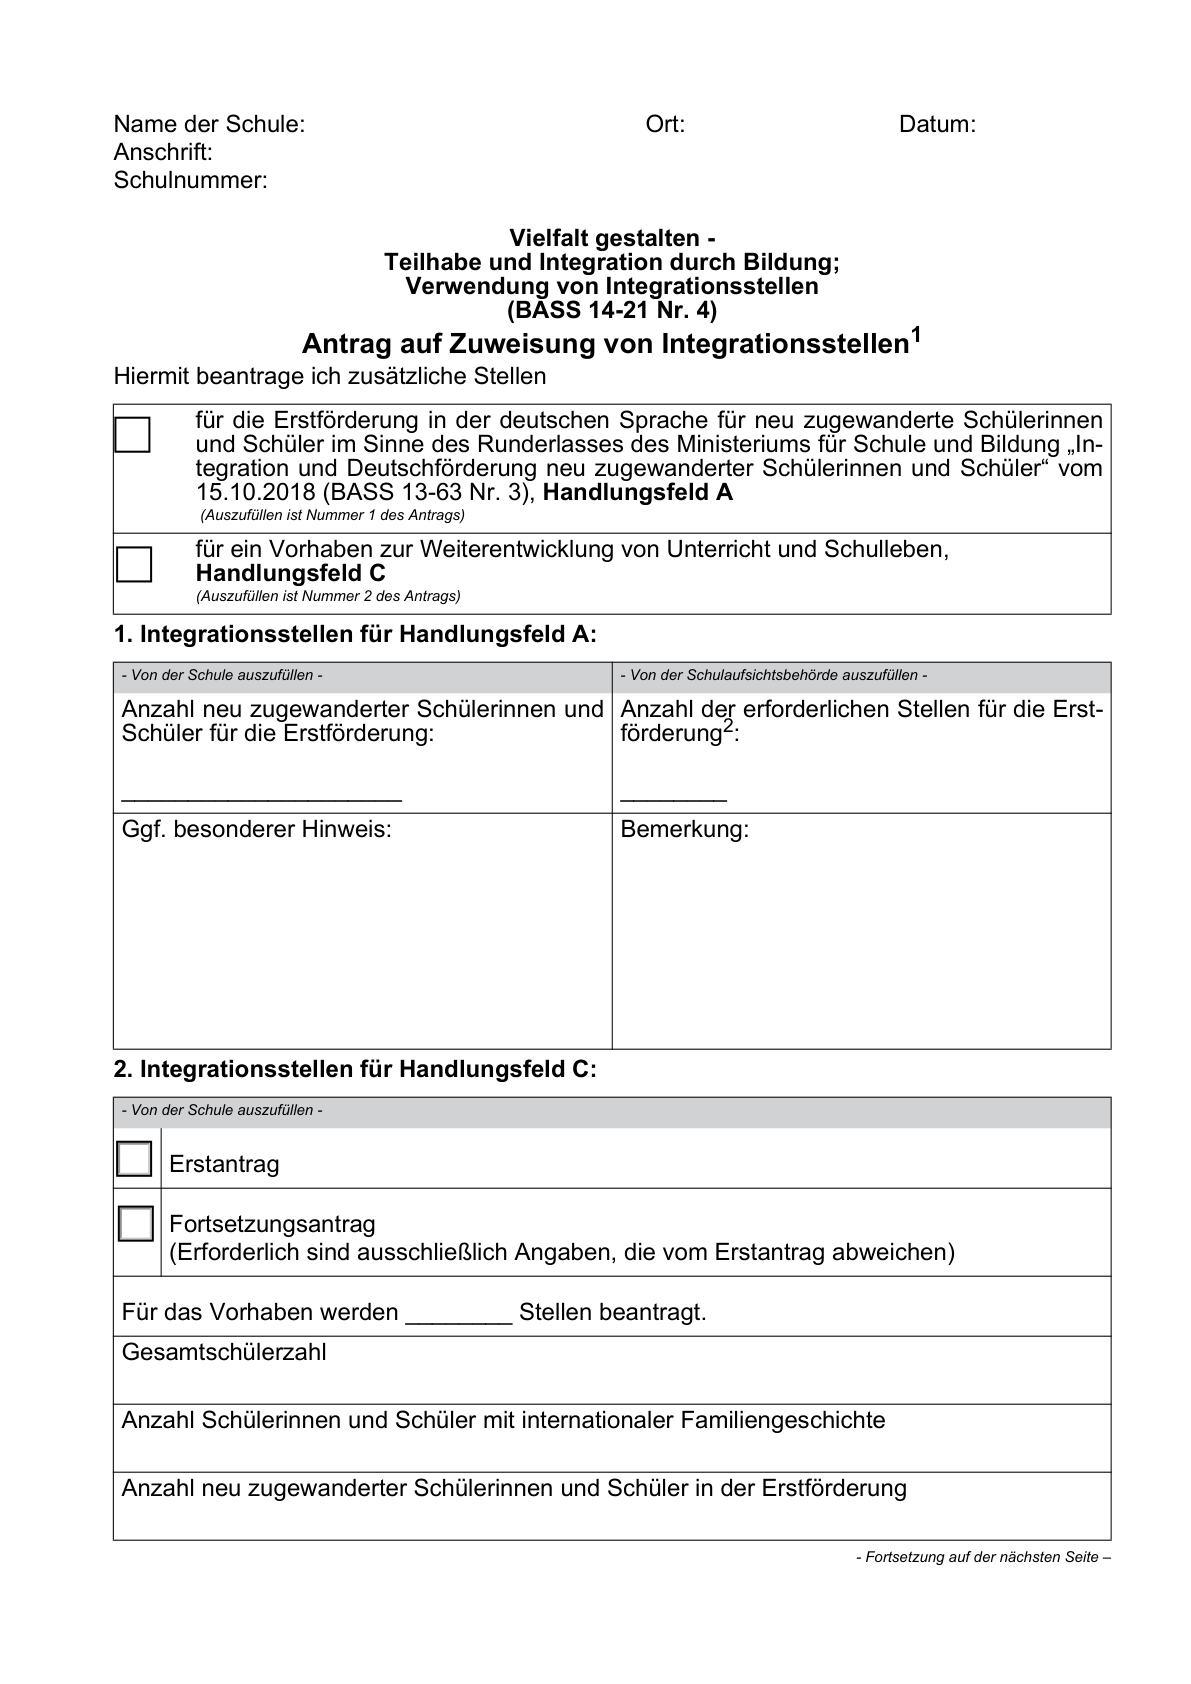 Name der Schule: Ort: Datum:
Anschrift:
Schulnummer:
Vielfalt gestalten -
Teilhabe und Integration durch Bildung;
Verwendung von Integrationsstellen
(BASS 14-21 Nr. 4)
Antrag auf Zuweisung von Integrationsstellen1
Hiermit beantrage ich zusätzliche Stellen
für die Erstförderung in der deutschen Sprache für neu zugewanderte Schülerinnen
und Schüler im Sinne des Runderlasses des Ministeriums für Schule und Bildung „In-
tegration und Deutschförderung neu zugewanderter Schülerinnen und Schüler“ vom
15.10.2018 (BASS 13-63 Nr. 3), Handlungsfeld A
(Auszufüllen ist Nummer 1 des Antrags)
für ein Vorhaben zur Weiterentwicklung von Unterricht und Schulleben,
Handlungsfeld C
(Auszufüllen ist Nummer 2 des Antrags)
1. Integrationsstellen für Handlungsfeld A:
- Von der Schule auszufüllen -
- Von der Schulaufsichtsbehörde auszufüllen -
Anzahl neu zugewanderter Schülerinnen und
Schüler für die Erstförderung:
_____________________
Anzahl der erforderlichen Stellen für die Erst-
förderung2:
________
Ggf. besonderer Hinweis:
Bemerkung:
2. Integrationsstellen für Handlungsfeld C:
- Von der Schule auszufüllen -
Erstantrag
Fortsetzungsantrag
(Erforderlich sind ausschließlich Angaben, die vom Erstantrag abweichen)
Für das Vorhaben werden ________ Stellen beantragt.
Gesamtschülerzahl
Anzahl Schülerinnen und Schüler mit internationaler Familiengeschichte
Anzahl neu zugewanderter Schülerinnen und Schüler in der Erstförderung
- Fortsetzung auf der nächsten Seite –